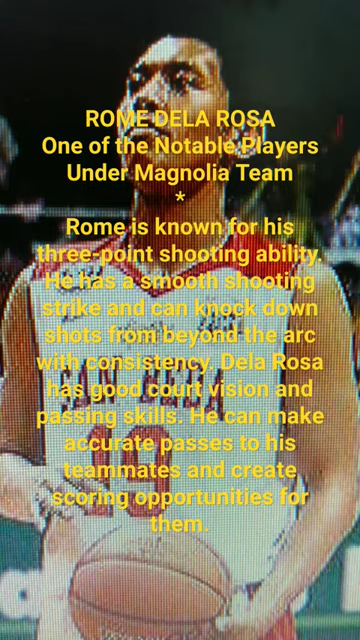 ROME DELA ROSA
One of the Notable Players
Under Magnolia Team
*
Rome is known for his
three-point shooting ability.
He has a smooth shooting
strike and can knock down
shots from beyond the arc
with consistency. Dela Rosa
has good court vision and
passing skills. He can make
accurate passes to his
teammates and create
scoring opportunities for
them.